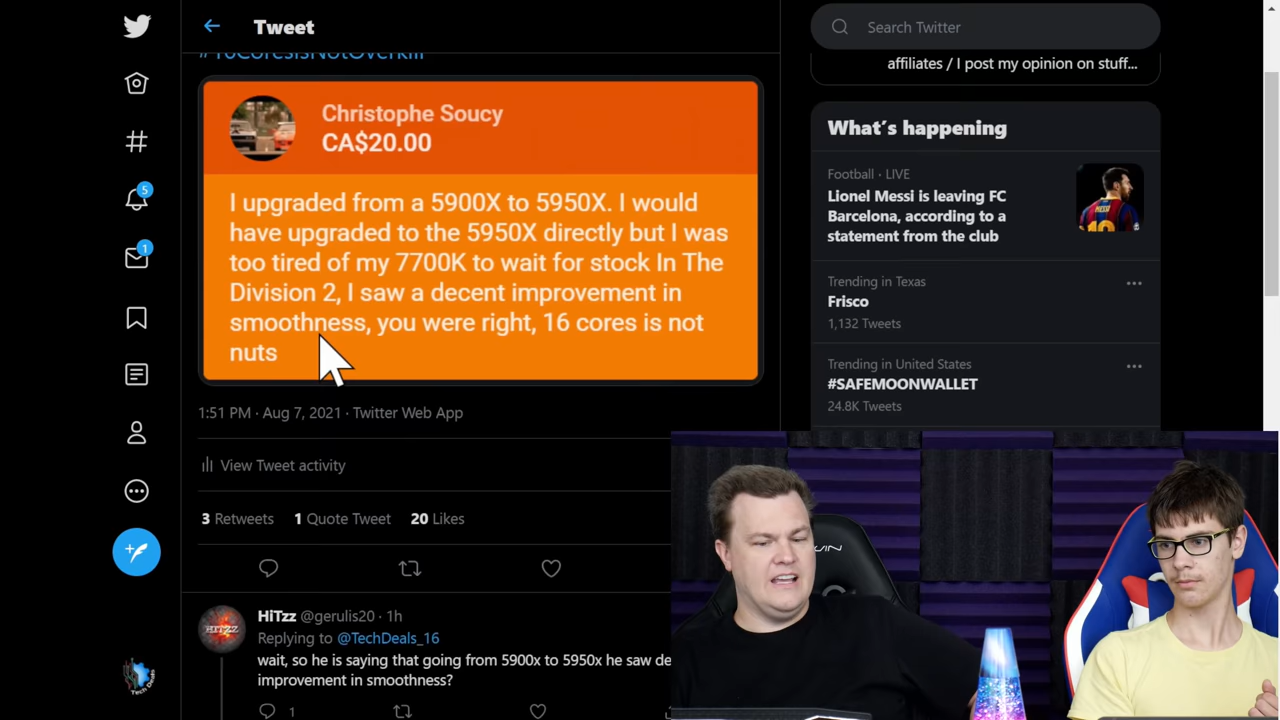 Tweet
Search Twitter
#16CoresIsNotOverkill
affiliates / I post my opinion on stuff...
Christophe Soucy
CA$20.00
I upgraded from a 5900X to 5950X. I would
have upgraded to the 5950X directly but I was
too tired of my 7700K to wait for stock In The
Division 2, I saw a decent improvement in
smoothness, you were right, 16 cores is not
nuts
1:51 PM · Aug 7, 2021 · Twitter Web App
View Tweet activity
3 Retweets 1 Quote Tweet 20 Likes
HiTzz @gerulis20 · 1h
Replying to @TechDeals_16
wait, so he is saying that going from 5900x to 5950x he saw de
improvement in smoothness?
1
What's happening
Football · LIVE
Lionel Messi is leaving FC
Barcelona, according to a
statement from the club
Trending in Texas
Frisco
1,132 Tweets
Trending in United States
#SAFEMOONWALLET
24.8K Tweets
5
1
HiTZZ
Tech Deals